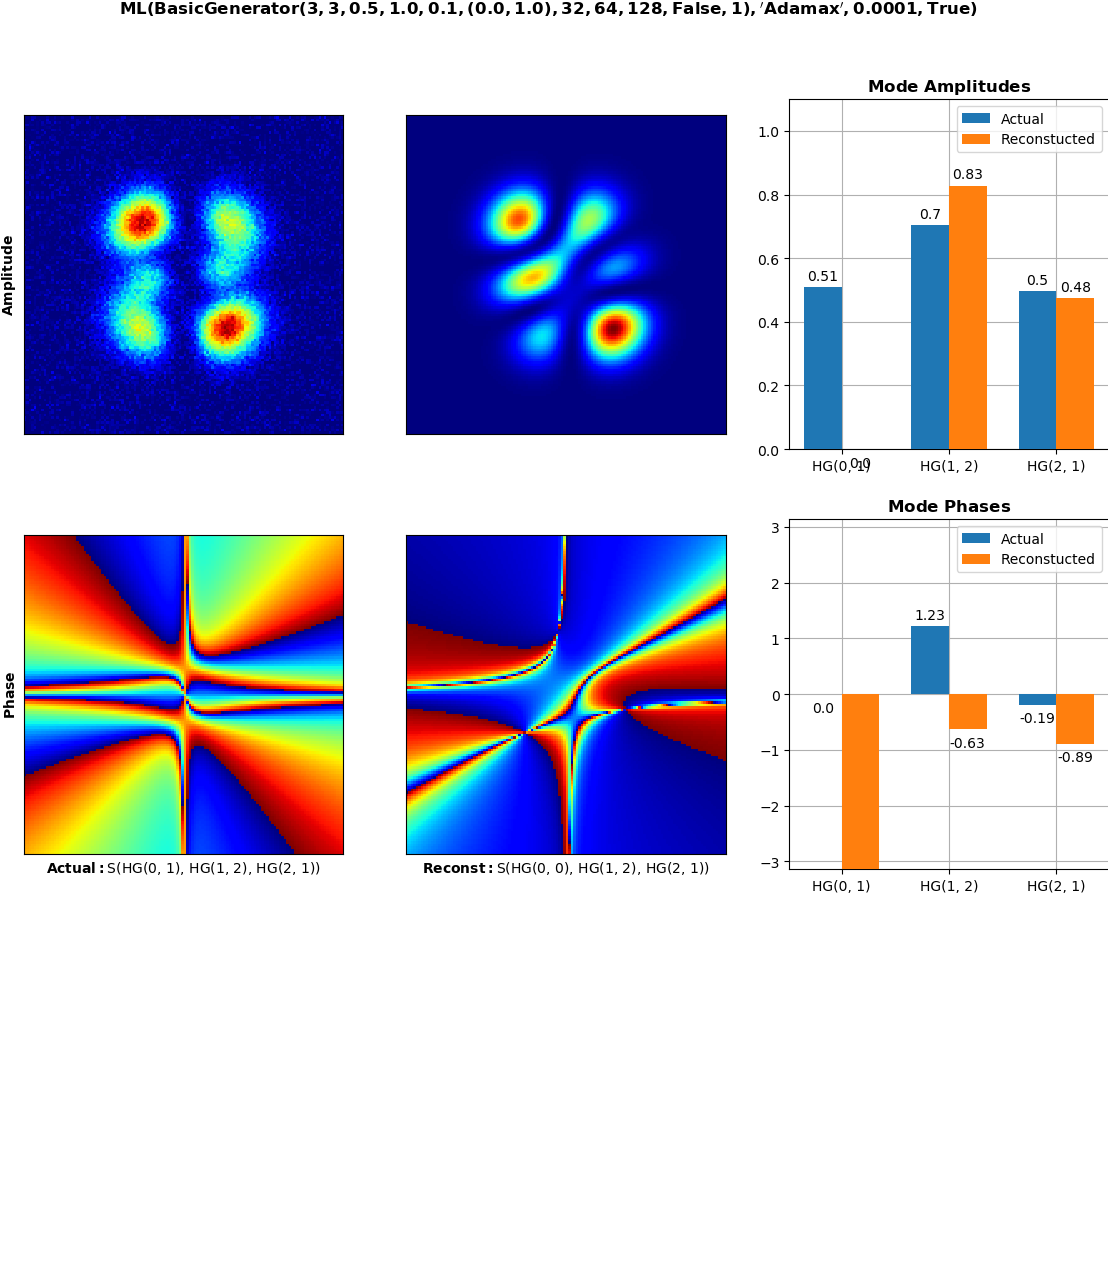 ML(BasicGenerator(3, 3, 0.5, 1.0, 0.1, (0.0, 1.0), 32, 64, 128, False, 1), 'Adamax', 0.0001, True)
Amplitude
Mode Amplitudes
Actual
Reconstucted
1.0
0.8
0.6
0.4
0.2
0.0
0.51
0.0
0.7
0.83
0.5
0.48
HG(0, 1)
HG(1, 2)
HG(2, 1)
Phase
Actual: S(HG(0, 1), HG(1, 2), HG(2, 1))
Reconst: S(HG(0, 0), HG(1, 2), HG(2, 1))
Mode Phases
Actual
Reconstucted
3
2
1
0
−1
−2
−3
0.0
1.23
-0.63
-0.19
-0.89
HG(0, 1)
HG(1, 2)
HG(2, 1)